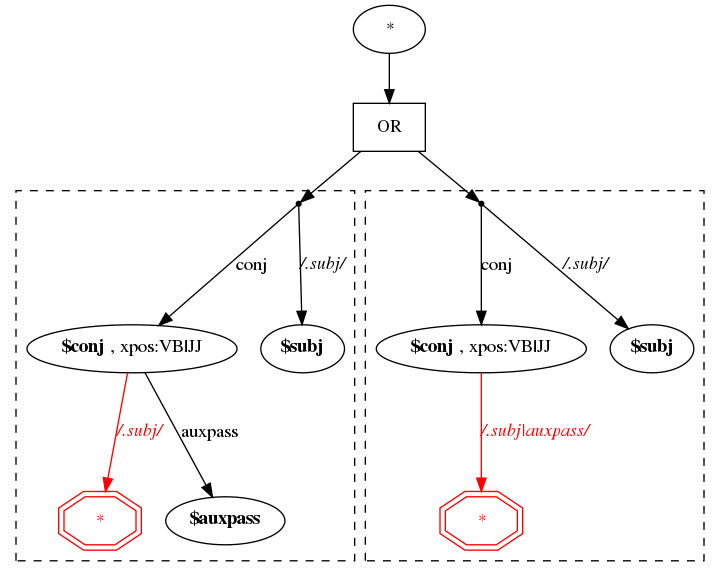 *
OR
conj
/.subj/
conj
/.subj/
$conj , xpos:VB|JJ
$subj
$conj , xpos:VB|JJ
$subj
/.subj/
auxpass
/.subj|auxpass/
*
$auxpass
*